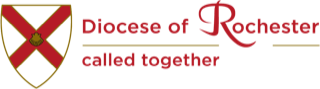 Diocese of Rochester
called together